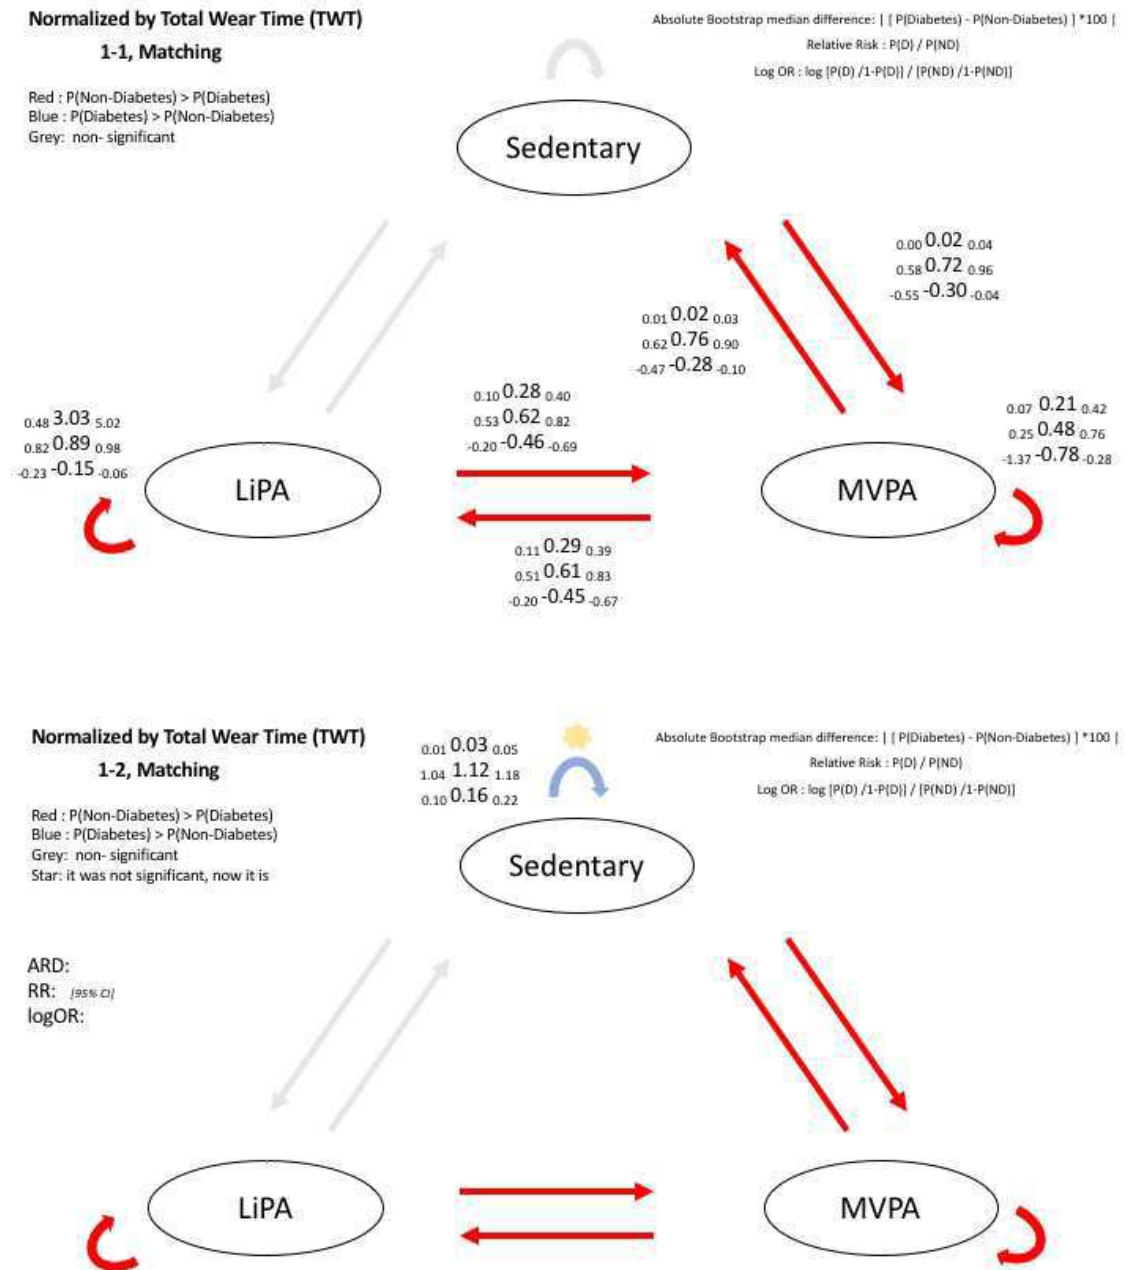 Normalized by Total Wear Time (TWT)
1-1, Matching
Red : P(Non-Diabetes) > P(Diabetes)
Blue : P(Diabetes) > P(Non-Diabetes)
Grey: non- significant
Absolute Bootstrap median difference: | [ P(Diabetes) - P(Non-Diabetes) ] *100 |
Relative Risk : P(D) / P(ND)
Log OR : log [P(D) /1-P(D)] / [P(ND) /1-P(ND)]
Sedentary
0.00 0.02 0.04
0.58 0.72 0.96
-0.55 -0.30 -0.04
0.01 0.02 0.03
0.62 0.76 0.90
-0.47 -0.28 -0.10
0.10 0.28 0.40
0.53 0.62 0.82
-0.20 -0.46 -0.69
0.48 3.03 5.02
0.82 0.89 0.98
-0.23 -0.15 -0.06
0.07 0.21 0.42
0.25 0.48 0.76
-1.37 -0.78 -0.28
LiPA
MVPA
0.11 0.29 0.39
0.51 0.61 0.83
-0.20 -0.45 -0.67
Normalized by Total Wear Time (TWT)
1-2, Matching
Red : P(Non-Diabetes) > P(Diabetes)
Blue : P(Diabetes) > P(Non-Diabetes)
Grey: non- significant
Star: it was not significant, now it is
0.01 0.03 0.05
1.04 1.12 1.18
0.10 0.16 0.22
Absolute Bootstrap median difference: | [ P(Diabetes) - P(Non-Diabetes) ] *100 |
Relative Risk : P(D) / P(ND)
Log OR : log [P(D) /1-P(D)] / [P(ND) /1-P(ND)]
Sedentary
ARD:
RR: [95% CI]
logOR:
LiPA
MVPA